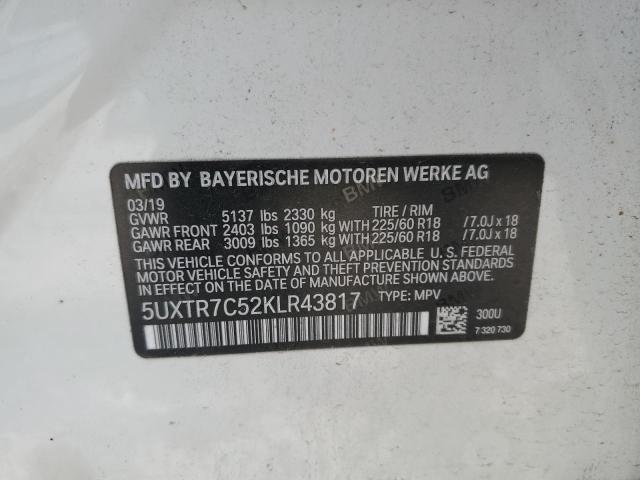 MFD BY BAYERISCHE MOTOREN WERKE AG
03/19
GVWR 5137 lbs 2330 kg TIRE / RIM
GAWR FRONT 2403 lbs 1090 kg WITH 225/60 R18 /7.0J x 18
GAWR REAR 3009 lbs 1365 kg WITH 225/60 R18 /7.0J x 18
THIS VEHICLE CONFORMS TO ALL APPLICABLE U.S. FEDERAL
MOTOR VEHICLE SAFETY AND THEFT PREVENTION STANDARDS
IN EFFECT ON THE DATE OF MANUFACTURE SHOWN ABOVE.
5UXTR7C52KLR43817 TYPE: MPV
300U
7 320 730